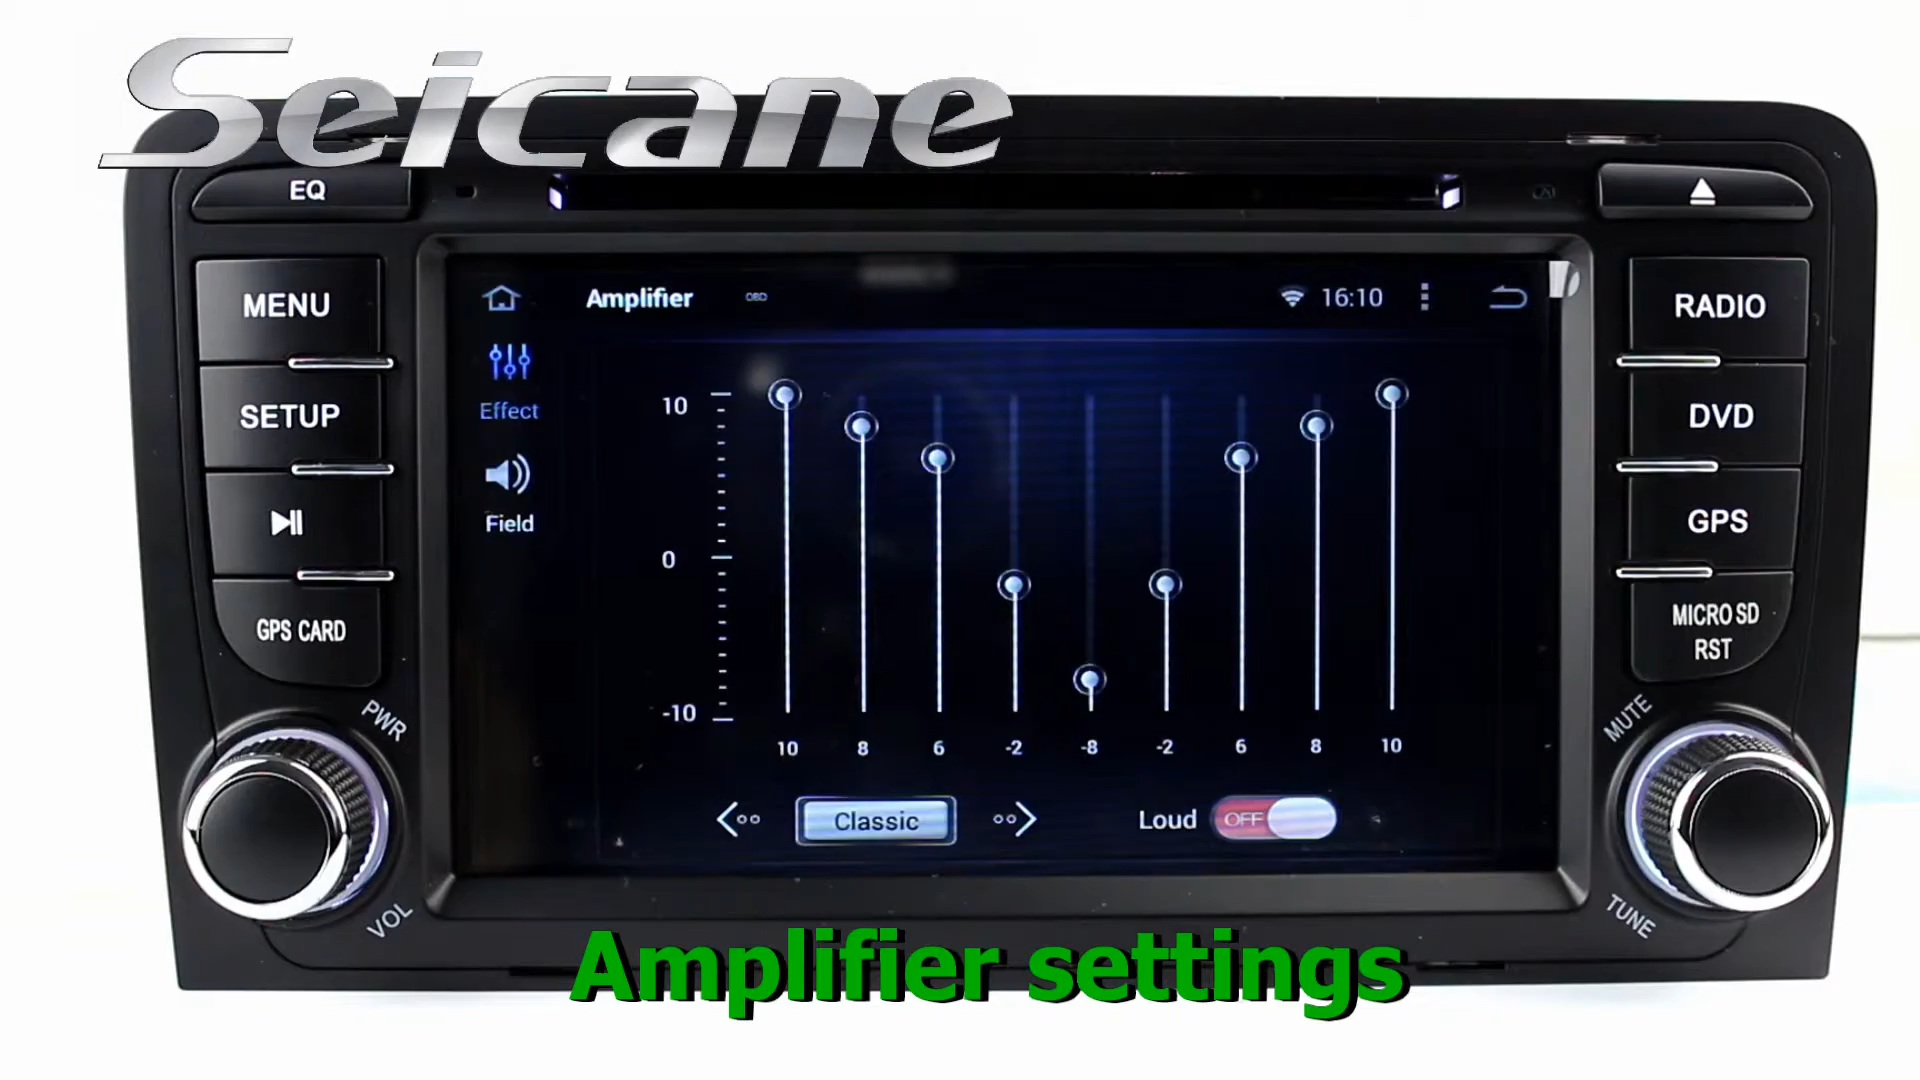 Seicane
EQ
MENU
SETUP
GPS CARD
PWR
VOL
Amplifier
OBD
16:10
Effect
Field
10
0
-10
10 8 6 -2 -8 -2 6 8 10
Classic
Loud OFF
RADIO
DVD
GPS
MICRO SD
RST
MUTE
TUNE
Amplifier settings